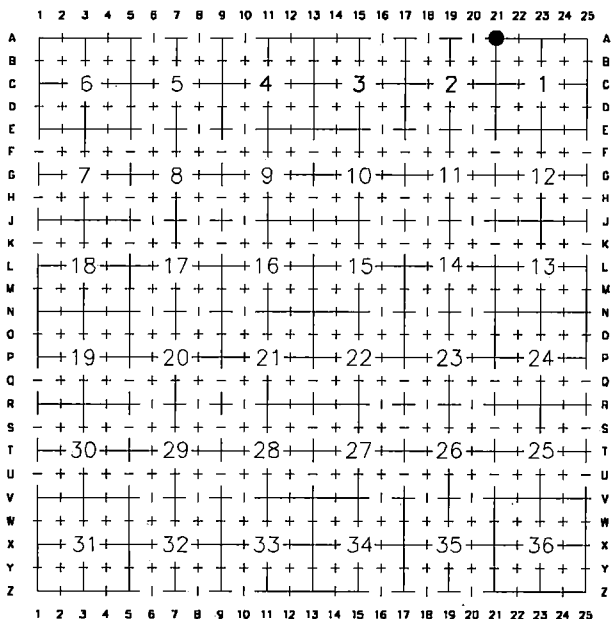 1 2 3 4 5 6 7 8 9 10 11 12 13 14 15 16 17 18 19 20 21 22 23 24 25
A A
B B
C 6 5 4 3 2 1 C
D D
E E
F F
G 7 8 9 10 11 12 G
H H
J J
K K
L 18 17 16 15 14 13 L
M M
N N
O O
P 19 20 21 22 23 24 P
Q Q
R R
S S
T 30 29 28 27 26 25 T
U U
V V
W W
X 31 32 33 34 35 36 X
Y Y
Z Z
1 2 3 4 5 6 7 8 9 10 11 12 13 14 15 16 17 18 19 20 21 22 23 24 25